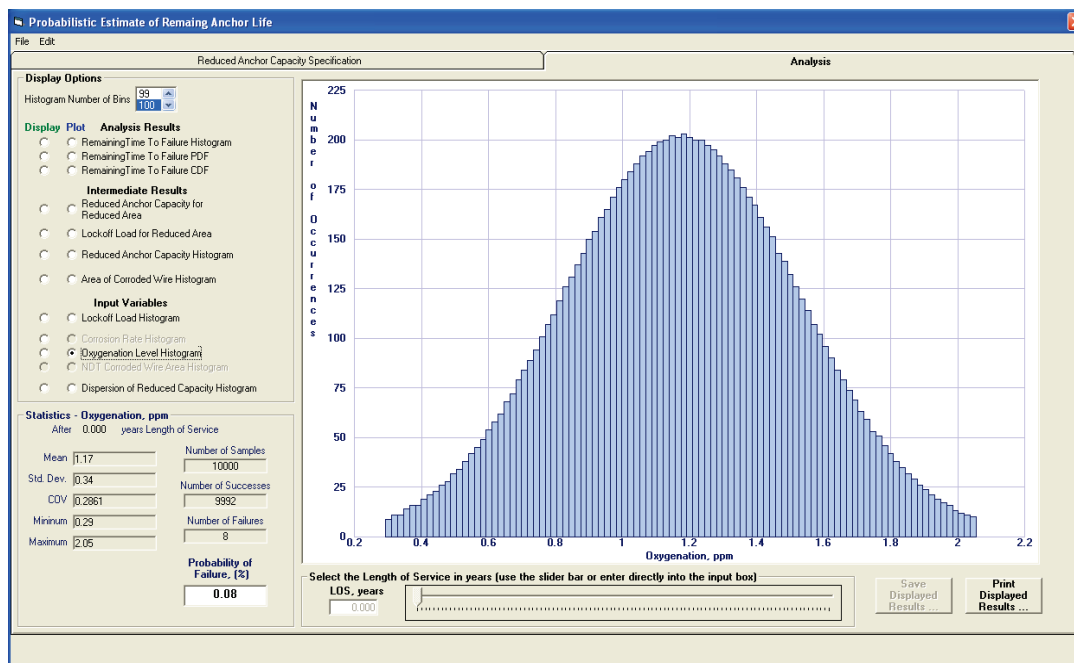 Probabilistic Estimate of Remaing Anchor Life
File Edit
Reduced Anchor Capacity Specification
Analysis
Display Options
Histogram Number of Bins
99
100
Display Plot Analysis Results
RemainingTime To Failure Histogram
RemainingTime To Failure PDF
RemainingTime To Failure CDF
Intermediate Results
Reduced Anchor Capacity for
Reduced Area
Lockoff Load for Reduced Area
Reduced Anchor Capacity Histogram
Area of Corroded Wire Histogram
Input Variables
Lockoff Load Histogram
Corrosion Rate Histogram
Oxygenation Level Histogram
NDT Corroded Wire Area Histogram
Dispersion of Reduced Capacity Histogram
Statistics - Oxygenation, ppm
After 0.000 years Length of Service
Mean 1.17
Std. Dev. 0.34
COV 0.2861
Mininum 0.29
Maximum 2.05
Number of Samples
10000
Number of Successes
9992
Number of Failures
8
Probability of
Failure, (%)
0.08
Number of Occurrences
225
200
175
150
125
100
75
50
25
0
0.2 0.4 0.6 0.8 1 1.2 1.4 1.6 1.8 2 2.2
Oxygenation, ppm
Select the Length of Service in years (use the slider bar or enter directly into the input box)
LOS, years
0.000
Save
Displayed
Results ...
Print
Displayed
Results ...